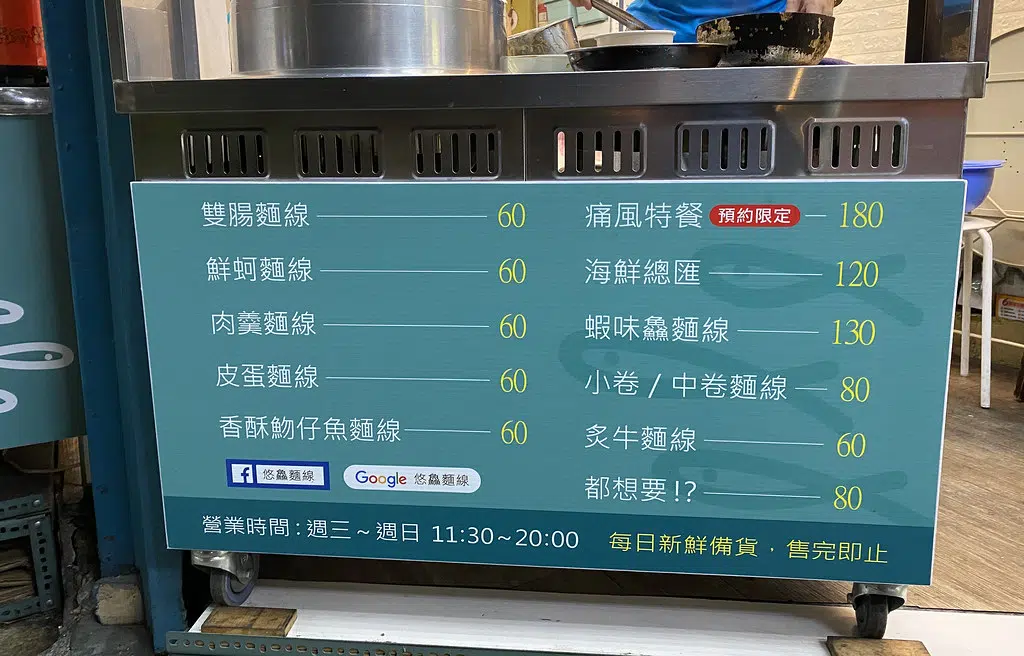 雙腸麵線 60
鮮蚵麵線 60
肉羹麵線 60
皮蛋麵線 60
香酥魩仔魚麵線 60
悠鱻麵線
Google 悠鱻麵線
痛風特餐 預約限定 180
海鮮總匯 120
蝦味鱻麵線 130
小卷 / 中卷麵線 80
炙牛麵線 60
都想要!? 80
營業時間:週三~週日 11:30~20:00
每日新鮮備貨,售完即止